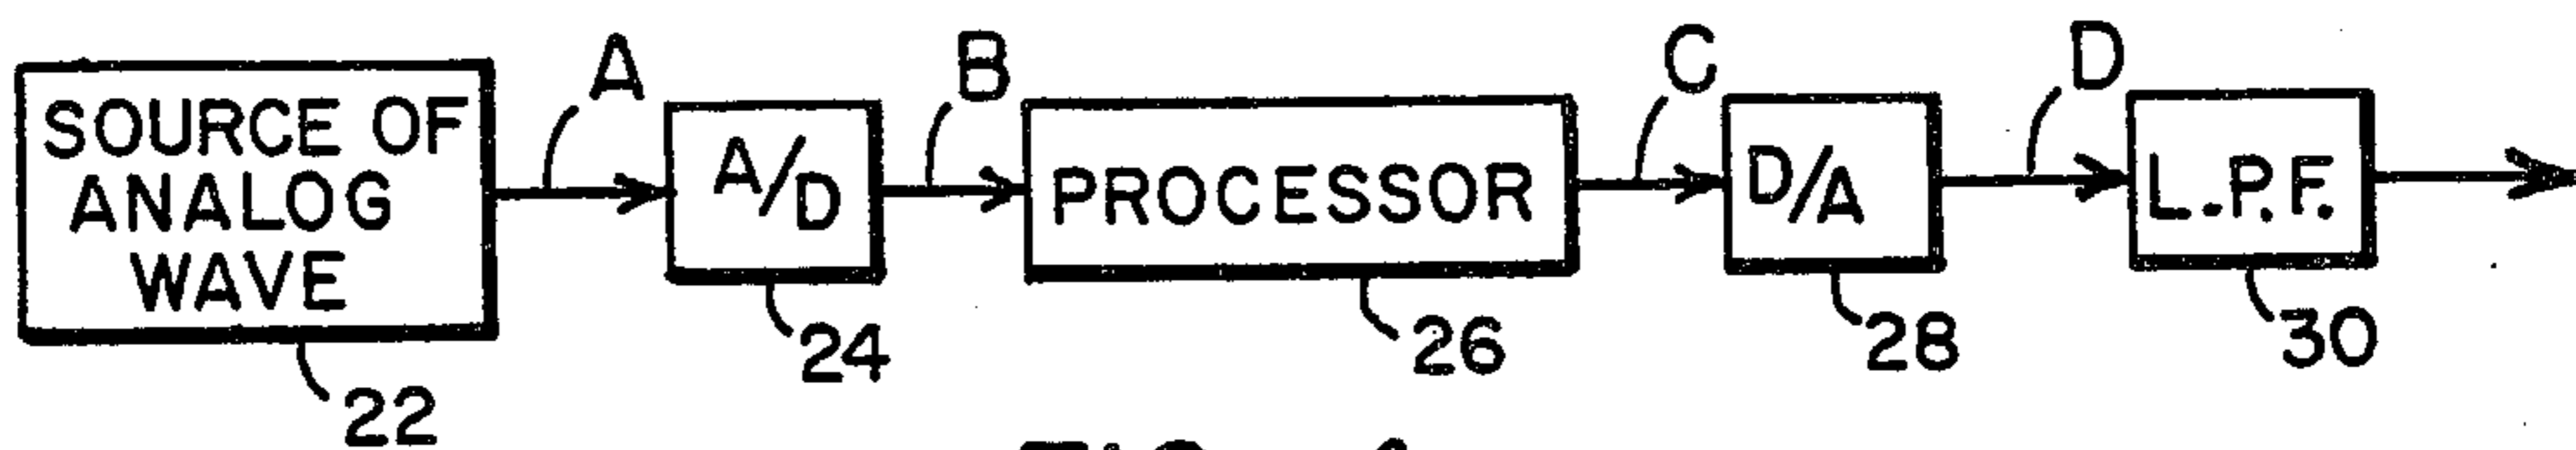 A B C D
SOURCE OF
ANALOG
WAVE
A/D
PROCESSOR
D/A
L.P.F.
22
24
26
28
30